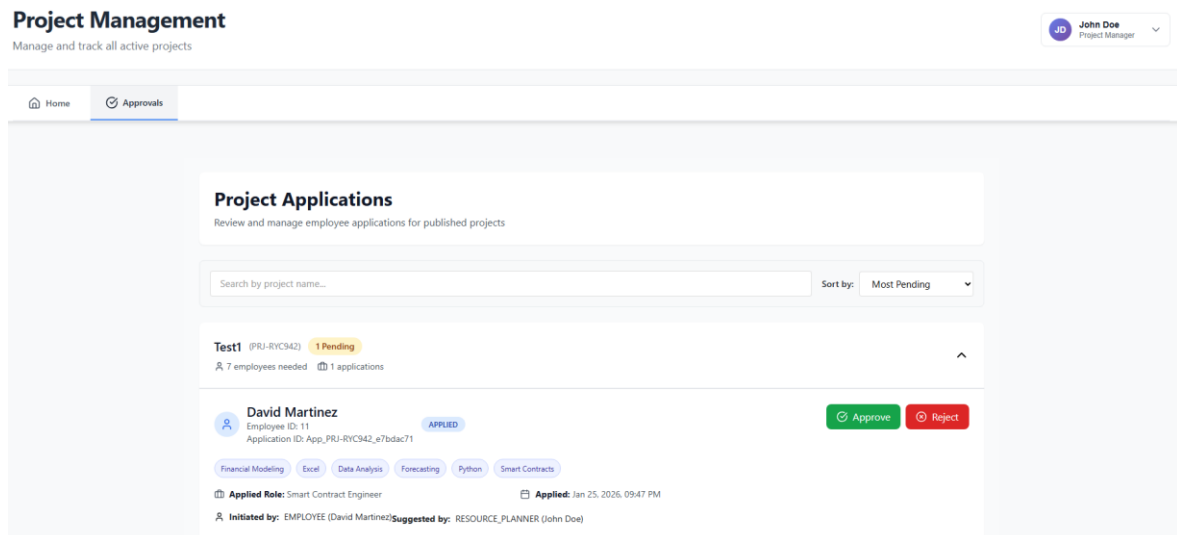 Project Management
Manage and track all active projects
JD
John Doe
Project Manager
Home
Approvals
Project Applications
Review and manage employee applications for published projects
Search by project name...
Sort by: Most Pending
Test1 (PRJ-RYC942) 1 Pending
7 employees needed 1 applications
David Martinez
Employee ID: 11
Application ID: App_PRJ-RYC942_e7bdac71
APPLIED
Approve
Reject
Financial Modeling Excel Data Analysis Forecasting Python Smart Contracts
Applied Role: Smart Contract Engineer
Applied: Jan 25, 2026, 09:47 PM
Initiated by: EMPLOYEE (David Martinez)Suggested by: RESOURCE_PLANNER (John Doe)